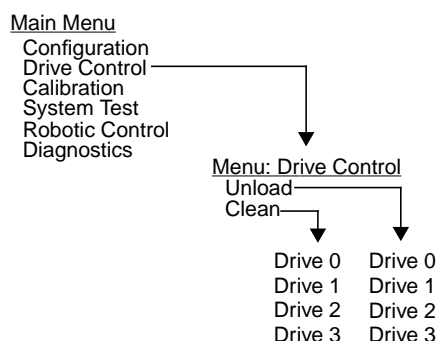 Main Menu
Configuration
Drive Control
Calibration
System Test
Robotic Control
Diagnostics
Menu: Drive Control
Unload
Clean
Drive 0 Drive 0
Drive 1 Drive 1
Drive 2 Drive 2
Drive 3 Drive 3